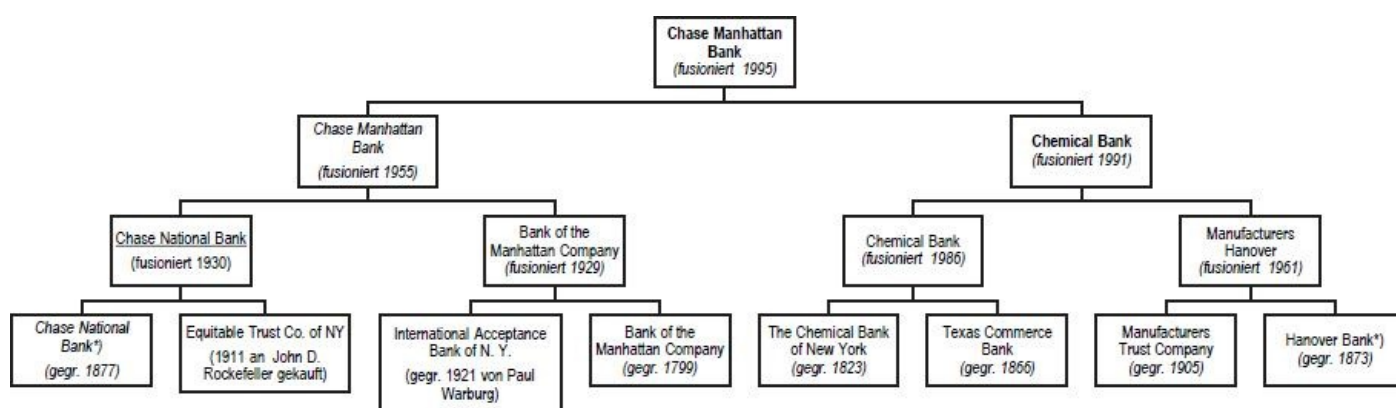 Chase Manhattan
Bank
(fusioniert 1995)
Chase Manhattan
Bank
(fusioniert 1955)
Chemical Bank
(fusioniert 1991)
Chase National Bank
(fusioniert 1930)
Bank of the
Manhattan Company
(fusioniert 1929)
Chemical Bank
(fusioniert 1986)
Manufacturers
Hanover
(fusioniert 1961)
Chase National
Bank*)
(gegr. 1877)
Equitable Trust Co. of NY
(1911 an John D.
Rockefeller gekauft)
International Acceptance
Bank of N. Y.
(gegr. 1921 von Paul
Warburg)
Bank of the
Manhattan Company
(gegr. 1799)
The Chemical Bank
of New York
(gegr. 1823)
Texas Commerce
Bank
(gegr. 1866)
Manufacturers
Trust Company
(gegr. 1905)
Hanover Bank*)
(gegr. 1873)